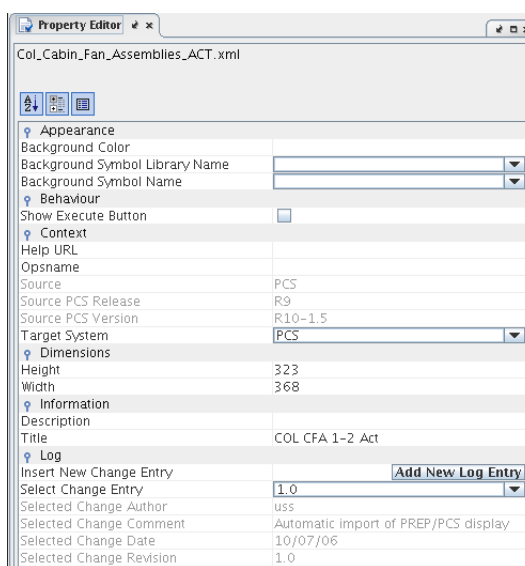 Property Editor
Col_Cabin_Fan_Assemblies_ACT.xml
Appearance
Background Color
Background Symbol Library Name
Background Symbol Name
Behaviour
Show Execute Button
Context
Help URL
Opsname
Source PCS
Source PCS Release R9
Source PCS Version R10-1.5
Target System PCS
Dimensions
Height 323
Width 368
Information
Description
Title COL CFA 1-2 Act
Log
Insert New Change Entry Add New Log Entry
Select Change Entry 1.0
Selected Change Author uss
Selected Change Comment Automatic import of PREP/PCS display
Selected Change Date 10/07/06
Selected Change Revision 1.0